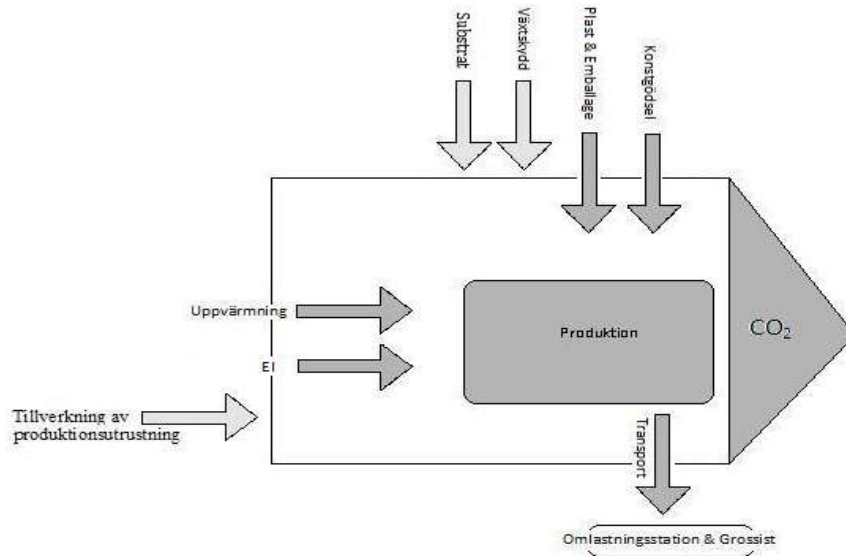 Substrat
Växtskydd
Plast & Emballage
Konstgödsel
Uppvärmning
El
Tillverkning av
produktionsutrustning
Produktion
CO₂
Transport
Omlastningsstation & Grossist